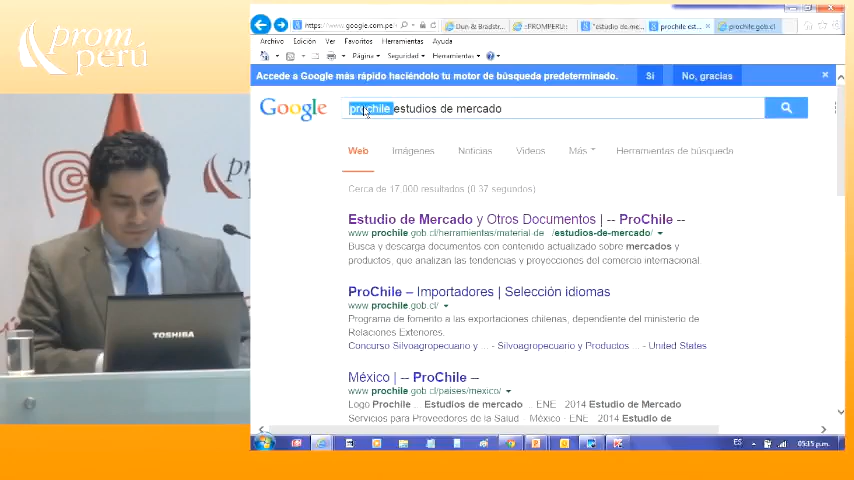 prom
perú
TOSHIBA
https://www.google.com.pe
Dun & Bradstr...
::PROMPERU::
"estudio de me...
prochile est...
prochile.gob.cl
Archivo Edición Ver Favoritos Herramientas Ayuda
Página Seguridad Herramientas
Accede a Google más rápido haciéndolo tu motor de búsqueda predeterminado.
Sí
No, gracias
Google
prochile estudios de mercado
Web Imágenes Noticias Videos Más Herramientas de búsqueda
Cerca de 17,000 resultados (0.37 segundos)
Estudio de Mercado y Otros Documentos | -- ProChile --
www.prochile.gob.cl/herramientas/material-de.../estudios-de-mercado/
Busca y descarga documentos con contenido actualizado sobre mercados y
productos, que analizan las tendencias y proyecciones del comercio internacional.
ProChile – Importadores | Selección idiomas
www.prochile.gob.cl/
Programa de fomento a las exportaciones chilenas, dependiente del ministerio de
Relaciones Exteriores.
Concurso Silvoagropecuario y ... - Silvoagropecuario y Productos ... - United States
México | -- ProChile --
www.prochile.gob.cl/paises/mexico/
Logo Prochile ... Estudios de mercado ... ENE · 2014 Estudio de Mercado
Servicios para Proveedores de la Salud ... México - ENE · 2014 Estudio de
ES
05:35 p.m.